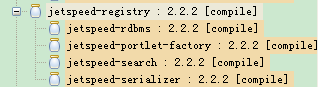 jetspeed-registry : 2.2.2 [compile]
jetspeed-rdbms : 2.2.2 [compile]
jetspeed-portlet-factory : 2.2.2 [compile]
jetspeed-search : 2.2.2 [compile]
jetspeed-serializer : 2.2.2 [compile]